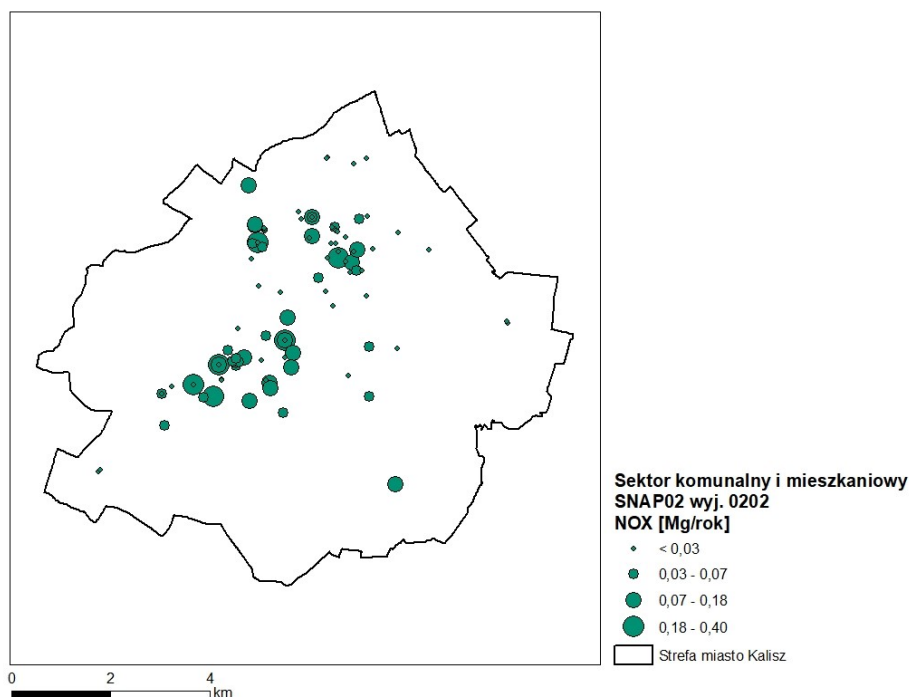 Sektor komunalny i mieszkaniowy
SNAP02 wyj. 0202
NOX [Mg/rok]
< 0,03
0,03 - 0,07
0,07 - 0,18
0,18 - 0,40
Strefa miasto Kalisz
0 2 4
km